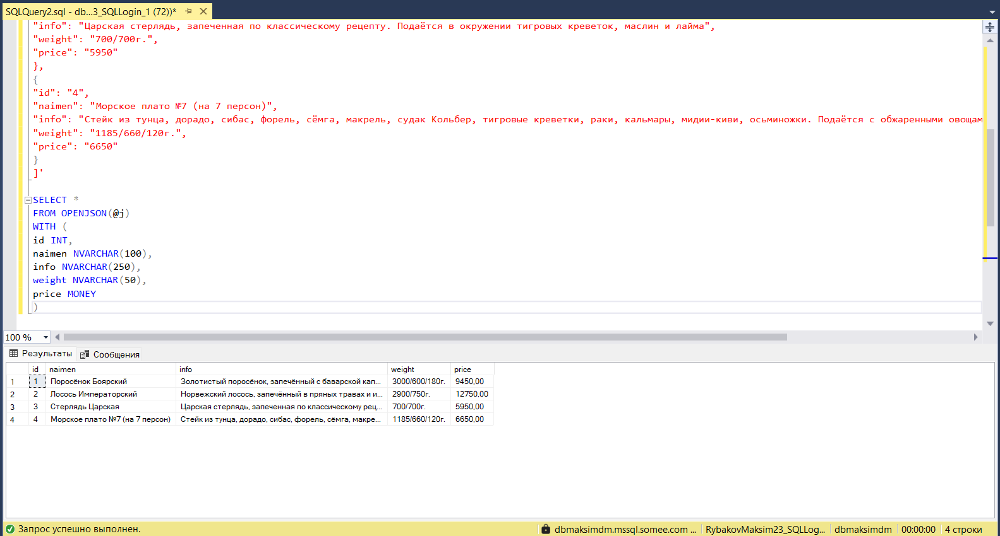 SQLQuery2.sql - db...3_SQLLogin_1 (72))*
"info": "Царская стерлядь, запеченная по классическому рецепту. Подаётся в окружении тигровых креветок, маслин и лайма",
"weight": "700/700г.",
"price": "5950"
},
{
"id": "4",
"naimen": "Морское плато №7 (на 7 персон)",
"info": "Стейк из тунца, дорадо, сибас, форель, сёмга, макрель, судак Кольбер, тигровые креветки, раки, кальмары, мидии-киви, осьминожки. Подаётся с обжаренными овощам
"weight": "1185/660/120г.",
"price": "6650"
}
]'
SELECT *
FROM OPENJSON(@j)
WITH (
id INT,
naimen NVARCHAR(100),
info NVARCHAR(250),
weight NVARCHAR(50),
price MONEY
)
100 %
Результаты Сообщения
id naimen info weight price
1 1 Поросёнок Боярский Золотистый поросёнок, запечённый с баварской кап... 3000/600/180г. 9450,00
2 2 Лосось Императорский Норвежский лосось, запечённый в пряных травах и и... 2900/750г. 12750,00
3 3 Стерлядь Царская Царская стерлядь, запеченная по классическому рец... 700/700г. 5950,00
4 4 Морское плато №7 (на 7 персон) Стейк из тунца, дорадо, сибас, форель, сёмга, макре... 1185/660/120г. 6650,00
Запрос успешно выполнен. dbmaksimdm.mssql.somee.com ... RybakovMaksim23_SQLLog... dbmaksimdm 00:00:00 4 строки